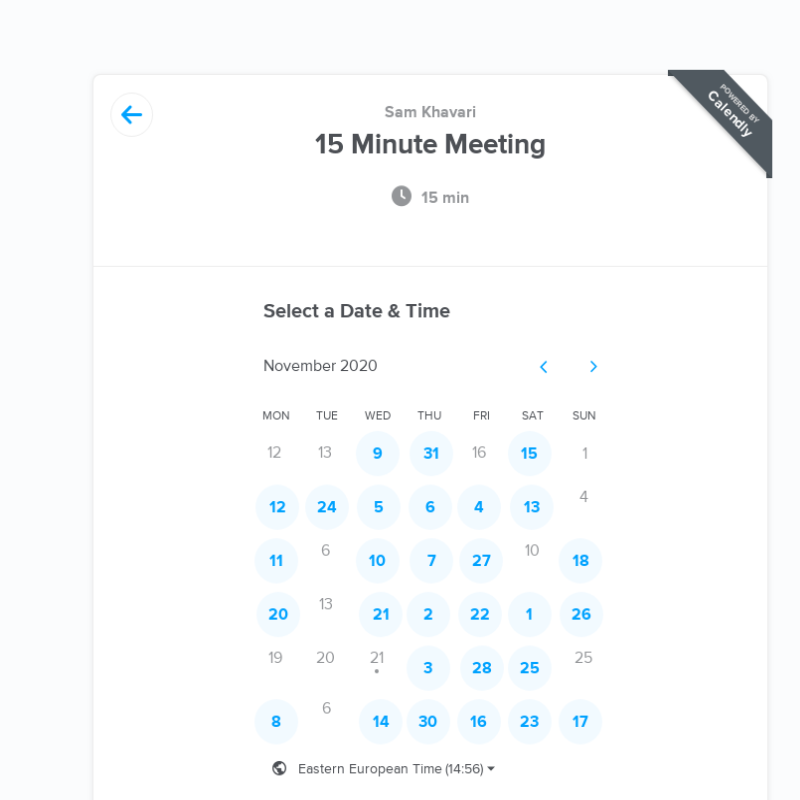 POWERED BY
Calendly
Sam Khavari
15 Minute Meeting
15 min
Select a Date & Time
November 2020
MON TUE WED THU FRI SAT SUN
12 13 9 31 16 15 1
12 24 5 6 4 13 4
11 6 10 7 27 10 18
20 13 21 2 22 1 26
19 20 21 3 28 25 25
8 6 14 30 16 23 17
Eastern European Time (14:56)